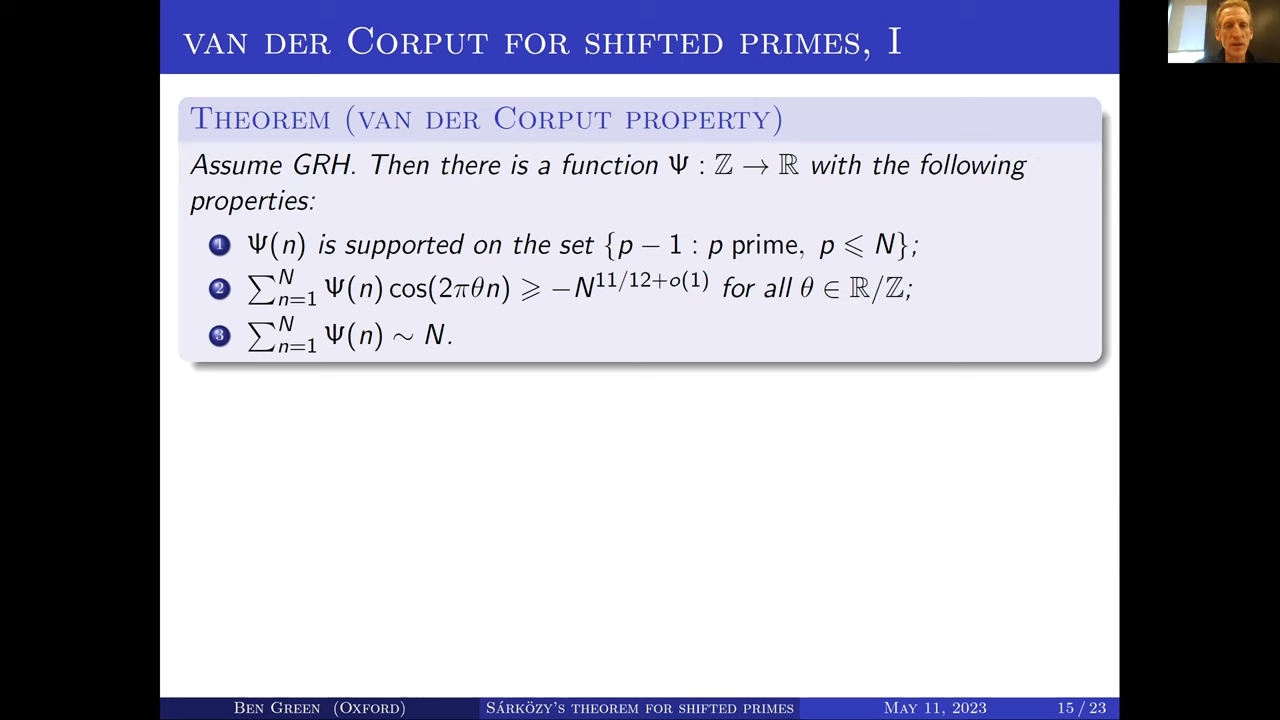 van der Corput for shifted primes, I
Theorem (van der Corput property)
Assume GRH. Then there is a function Ψ : ℤ → ℝ with the following
properties:
1 Ψ(n) is supported on the set {p − 1 : p prime, p ⩽ N};
2 ∑_{n=1}^{N} Ψ(n) cos(2πθn) ⩾ −N^{11/12+o(1)} for all θ ∈ ℝ/ℤ;
3 ∑_{n=1}^{N} Ψ(n) ∼ N.
Ben Green (Oxford) Sárközy's theorem for shifted primes May 11, 2023 15 / 23